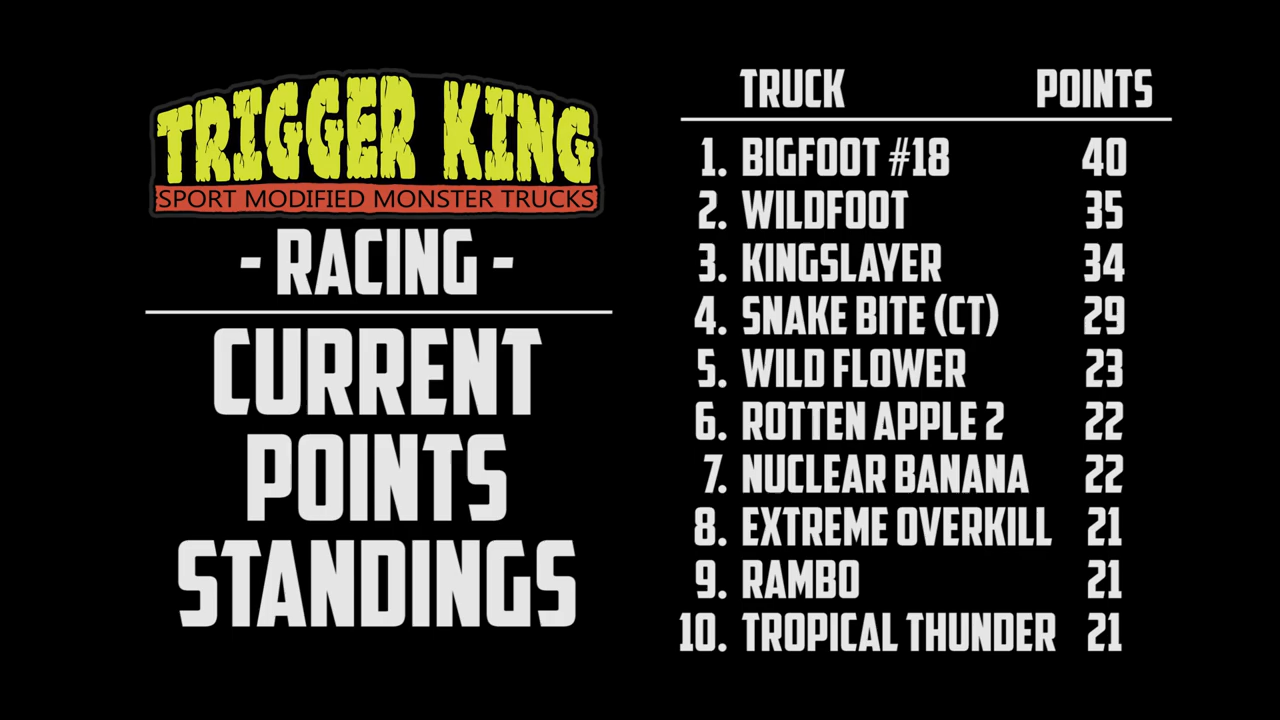 TRIGGER KING
SPORT MODIFIED MONSTER TRUCKS
- RACING -
CURRENT
POINTS
STANDINGS
TRUCK POINTS
1. BIGFOOT #18 40
2. WILDFOOT 35
3. KINGSLAYER 34
4. SNAKE BITE (CT) 29
5. WILD FLOWER 23
6. ROTTEN APPLE 2 22
7. NUCLEAR BANANA 22
8. EXTREME OVERKILL 21
9. RAMBO 21
10. TROPICAL THUNDER 21